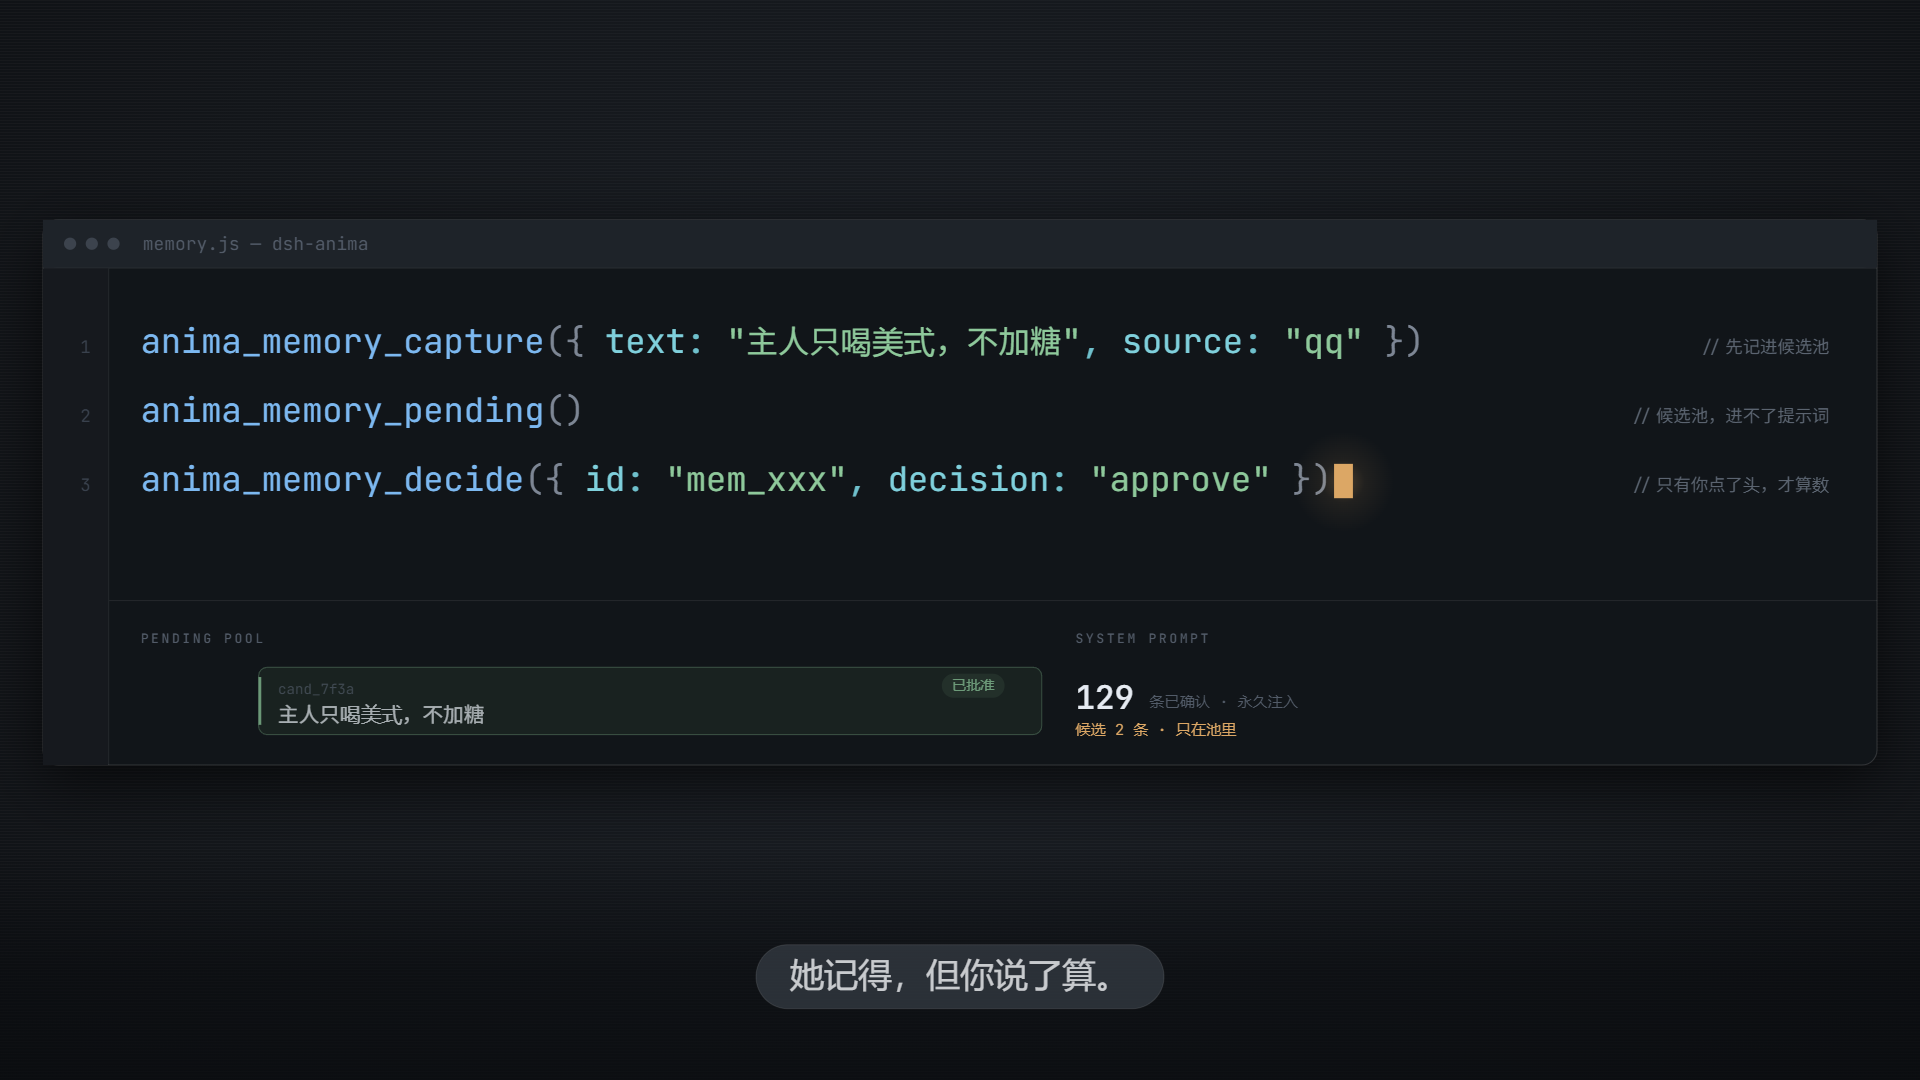 memory.js — dsh-anima
1 anima_memory_capture({ text: "主人只喝美式，不加糖", source: "qq" }) // 先记进候选池
2 anima_memory_pending() // 候选池，进不了提示词
3 anima_memory_decide({ id: "mem_xxx", decision: "approve" }) // 只有你点了头，才算数
PENDING POOL
cand_7f3a
已批准
主人只喝美式，不加糖
SYSTEM PROMPT
129 条已确认 · 永久注入
候选 2 条 · 只在池里
她记得，但你说了算。